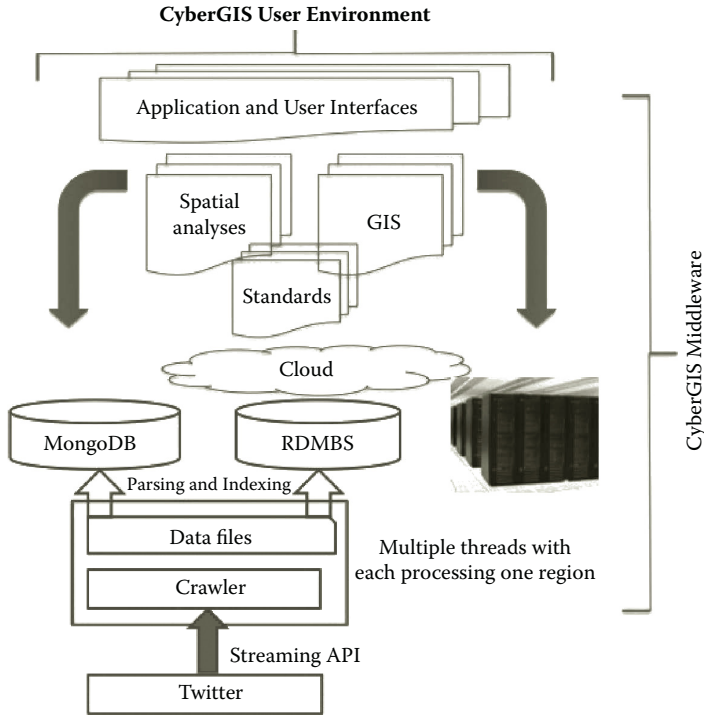 CyberGIS User Environment
Application and User Interfaces
Spatial
analyses
GIS
Standards
Cloud
CyberGIS Middleware
MongoDB
RDMBS
Parsing and Indexing
Data files
Multiple threads with
each processing one region
Crawler
Streaming API
Twitter